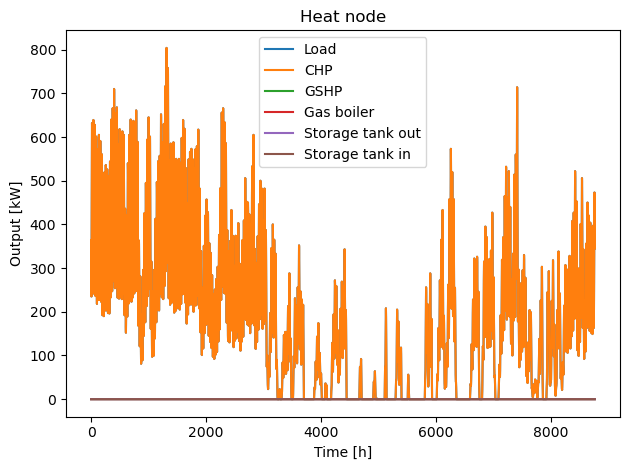 Heat node
Output [kW]
800
700
600
500
400
300
200
100
0
Load
CHP
GSHP
Gas boiler
Storage tank out
Storage tank in
0
2000
4000
6000
8000
Time [h]